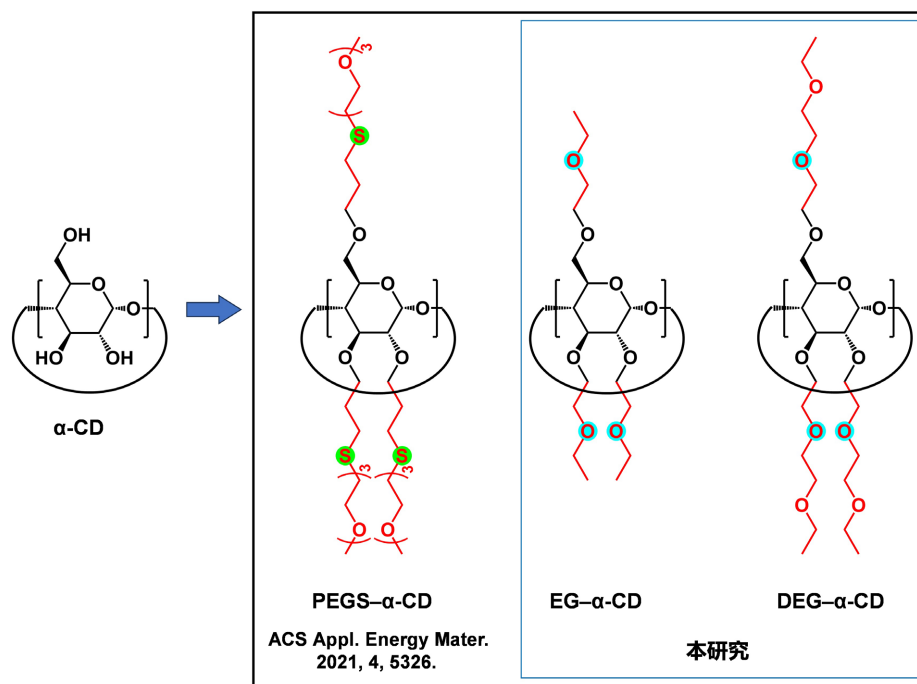 OH
O
O
HO
OH
α-CD
O
3
S
O
O
O
O
O
S
S
3
3
O
O
PEGS–α-CD
ACS Appl. Energy Mater.
2021, 4, 5326.
O
O
O
O
O
O
O
O
EG–α-CD
O
O
O
O
O
O
O
O
O
O
O
DEG–α-CD
本研究